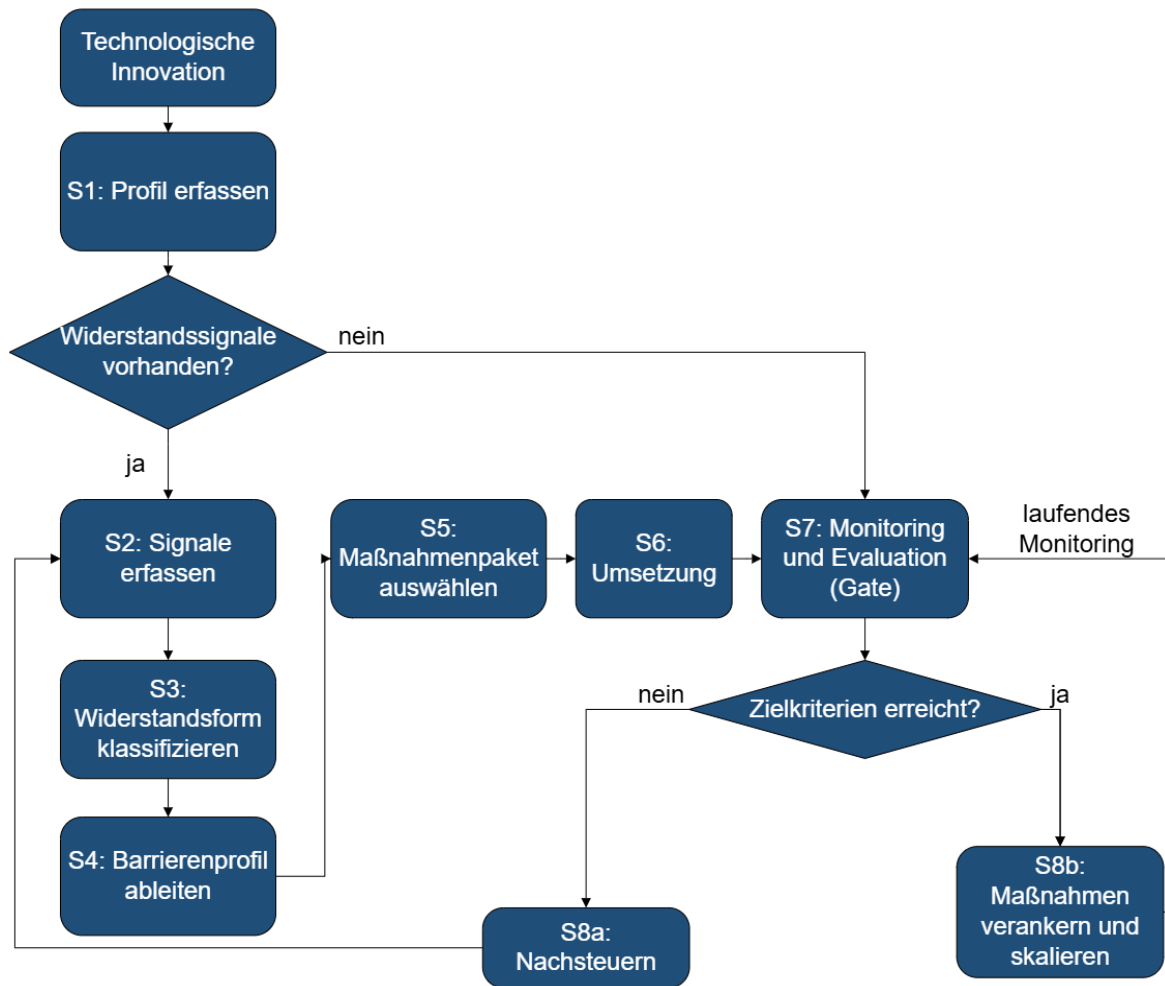 Technologische
Innovation
S1: Profil erfassen
Widerstandssignale
vorhanden?
nein
ja
S2: Signale
erfassen
S3:
Widerstandsform
klassifizieren
S4: Barrierenprofil
ableiten
S5:
Maßnahmenpaket
auswählen
S6:
Umsetzung
S7: Monitoring
und Evaluation
(Gate)
laufendes
Monitoring
Zielkriterien erreicht?
nein
ja
S8a:
Nachsteuern
S8b:
Maßnahmen
verankern und
skalieren